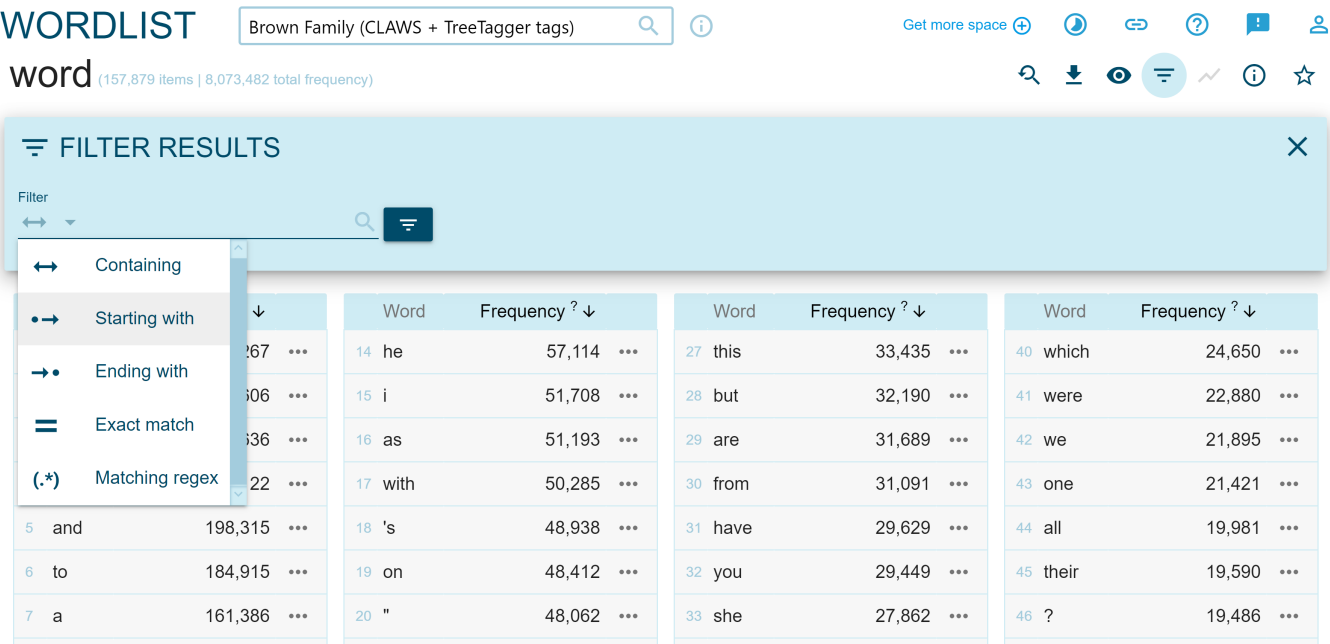 WORDLIST
Brown Family (CLAWS + TreeTagger tags)
Get more space
word (157,879 items | 8,073,482 total frequency)
FILTER RESULTS
Filter
Containing
Starting with
Ending with
Exact match
(.*) Matching regex
Word Frequency ? Word Frequency ? Word Frequency ?
267 ••• 14 he 57,114 ••• 27 this 33,435 ••• 40 which 24,650 •••
606 ••• 15 i 51,708 ••• 28 but 32,190 ••• 41 were 22,880 •••
636 ••• 16 as 51,193 ••• 29 are 31,689 ••• 42 we 21,895 •••
22 ••• 17 with 50,285 ••• 30 from 31,091 ••• 43 one 21,421 •••
5 and 198,315 ••• 18 's 48,938 ••• 31 have 29,629 ••• 44 all 19,981 •••
6 to 184,915 ••• 19 on 48,412 ••• 32 you 29,449 ••• 45 their 19,590 •••
7 a 161,386 ••• 20 " 48,062 ••• 33 she 27,862 ••• 46 ? 19,486 •••